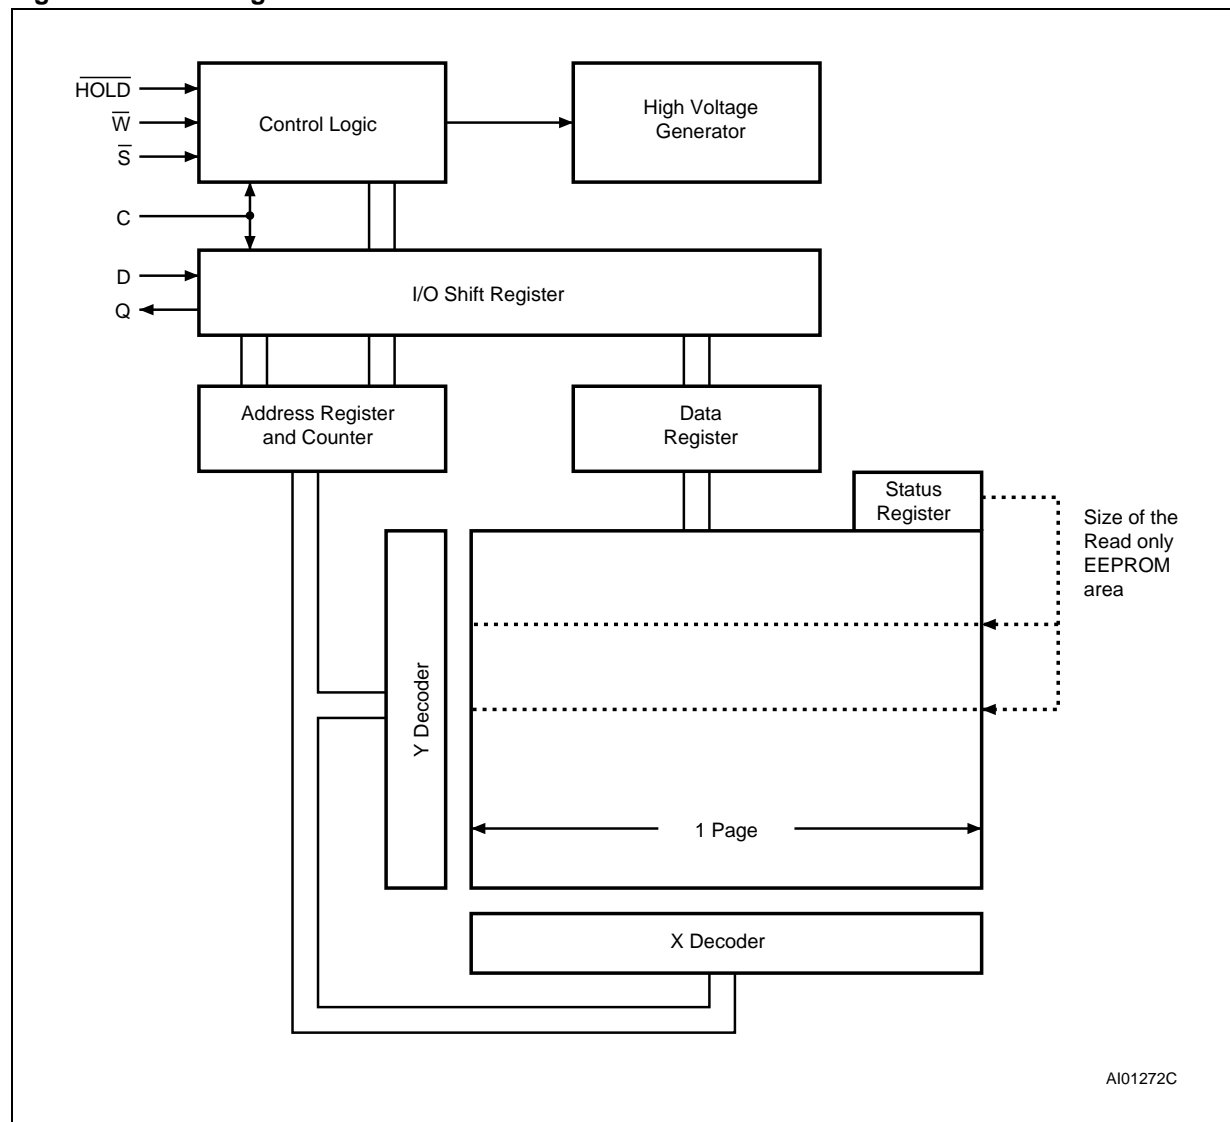 HOLD
W
S
C
D
Q
Control Logic
High Voltage
Generator
I/O Shift Register
Address Register
and Counter
Data
Register
Status
Register
Size of the
Read only
EEPROM
area
Y Decoder
1 Page
X Decoder
AI01272C